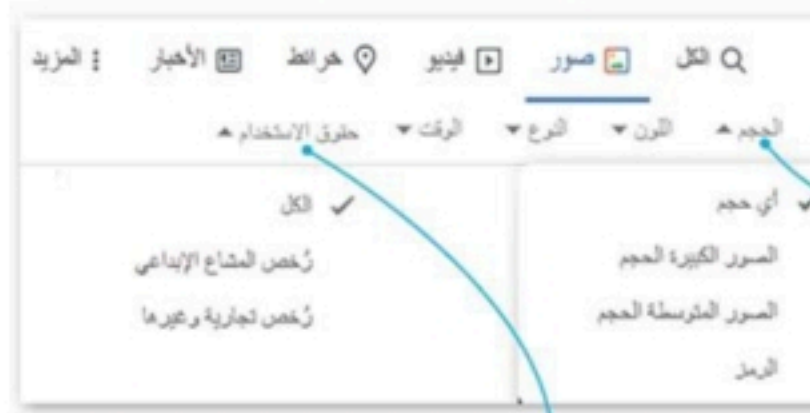 الكل صور فيديو خرائط الأخبار المزيد
الحجم اللون النوع الوقت حقوق الاستخدام
أي حجم
الصور الكبيرة الحجم
الصور المتوسطة الحجم
الرمز
الكل
رُخص المشاع الإبداعي
رُخص تجارية وغيرها